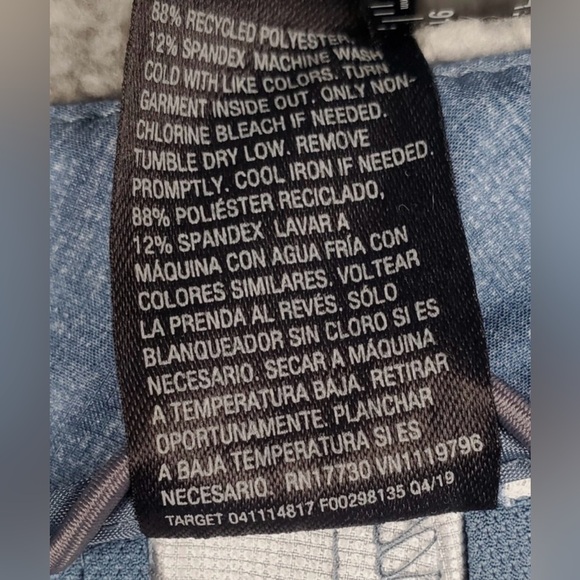 88% RECYCLED POLYESTER,
12% SPANDEX MACHINE WASH
COLD WITH LIKE COLORS. TURN
GARMENT INSIDE OUT. ONLY NON-
CHLORINE BLEACH IF NEEDED.
TUMBLE DRY LOW. REMOVE
PROMPTLY. COOL IRON IF NEEDED.
88% POLIÉSTER RECICLADO,
12% SPANDEX LAVAR A
MÁQUINA CON AGUA FRÍA CON
COLORES SIMILARES. VOLTEAR
LA PRENDA AL REVÉS. SÓLO
BLANQUEADOR SIN CLORO SI ES
NECESARIO. SECAR A MÁQUINA
A TEMPERATURA BAJA. RETIRAR
OPORTUNAMENTE. PLANCHAR
A BAJA TEMPERATURA SI ES
NECESARIO. RN17730 VN1119796
TARGET 041114817 F00298135 Q4/19